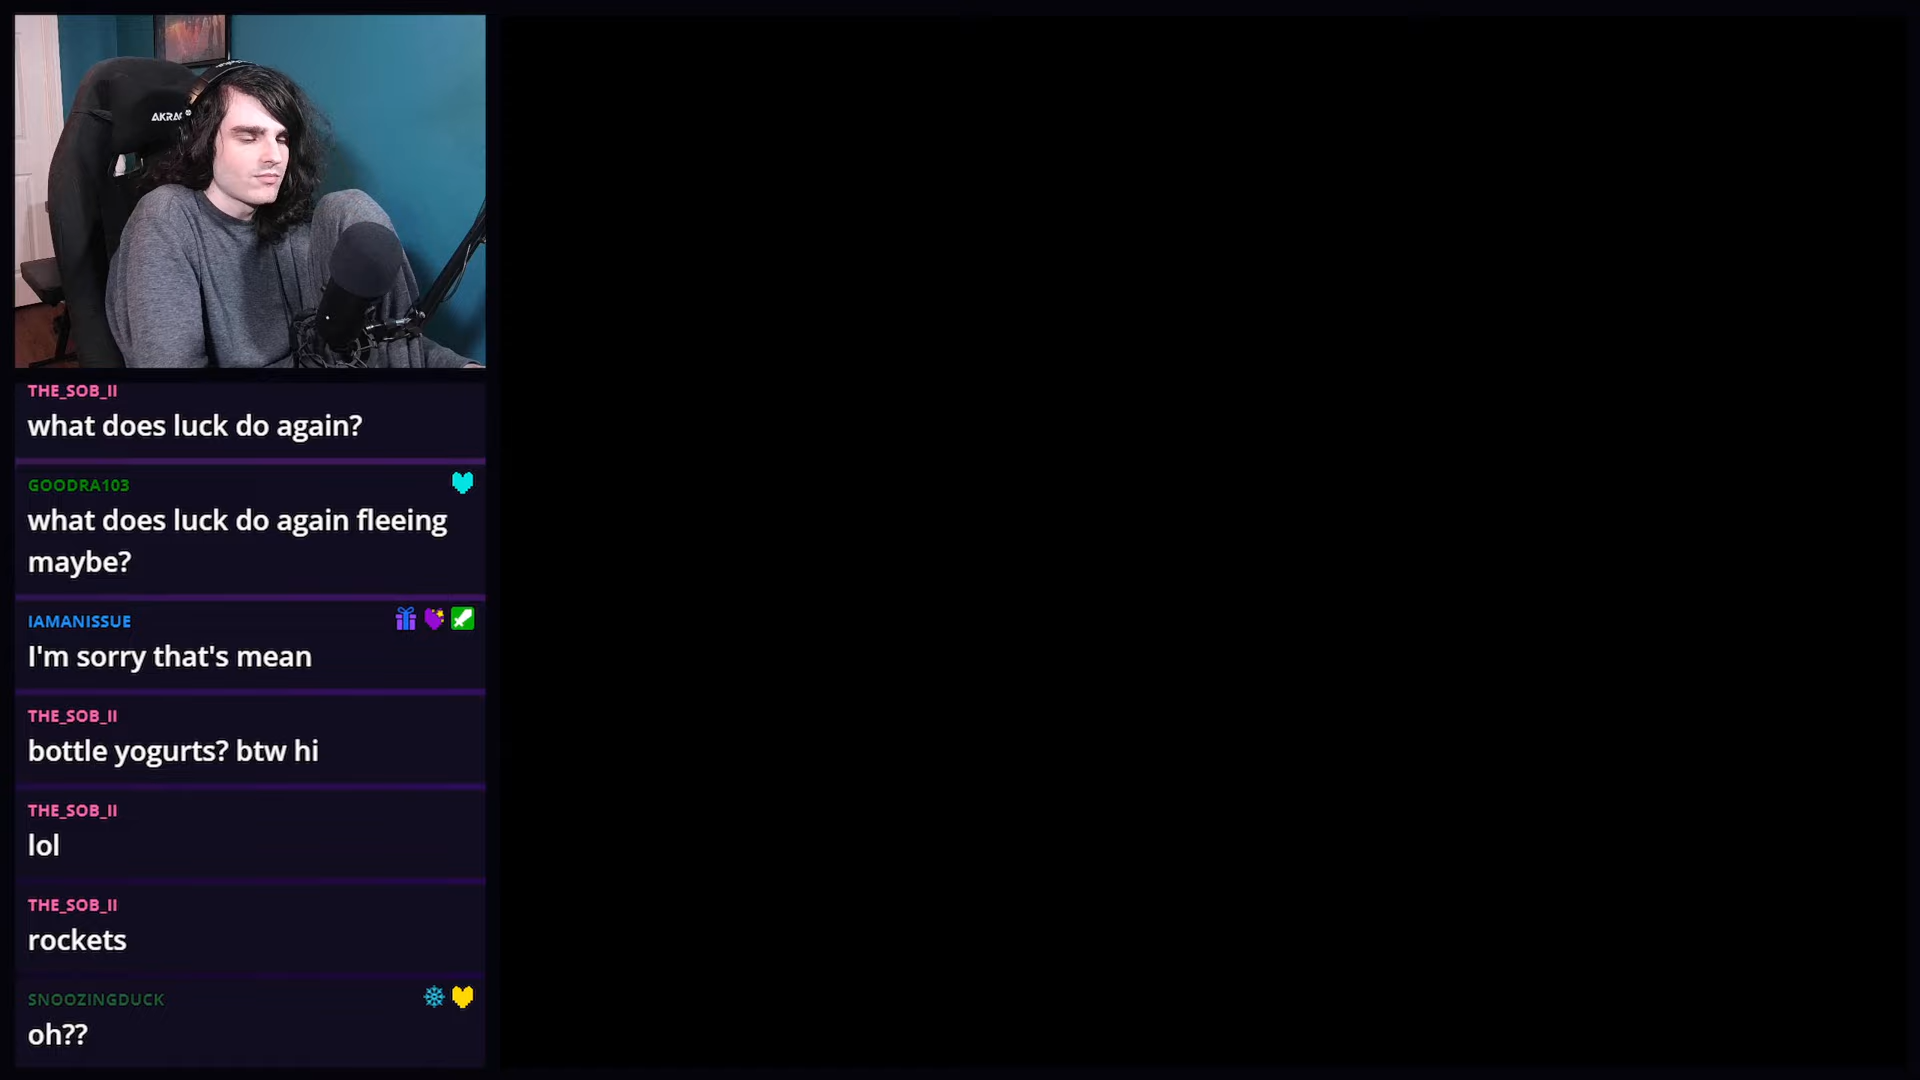 AKRA
THE_SOB_II
what does luck do again?
GOODRA103
what does luck do again fleeing
maybe?
IAMANISSUE
I'm sorry that's mean
THE_SOB_II
bottle yogurts? btw hi
THE_SOB_II
lol
THE_SOB_II
rockets
SNOOZINGDUCK
oh??